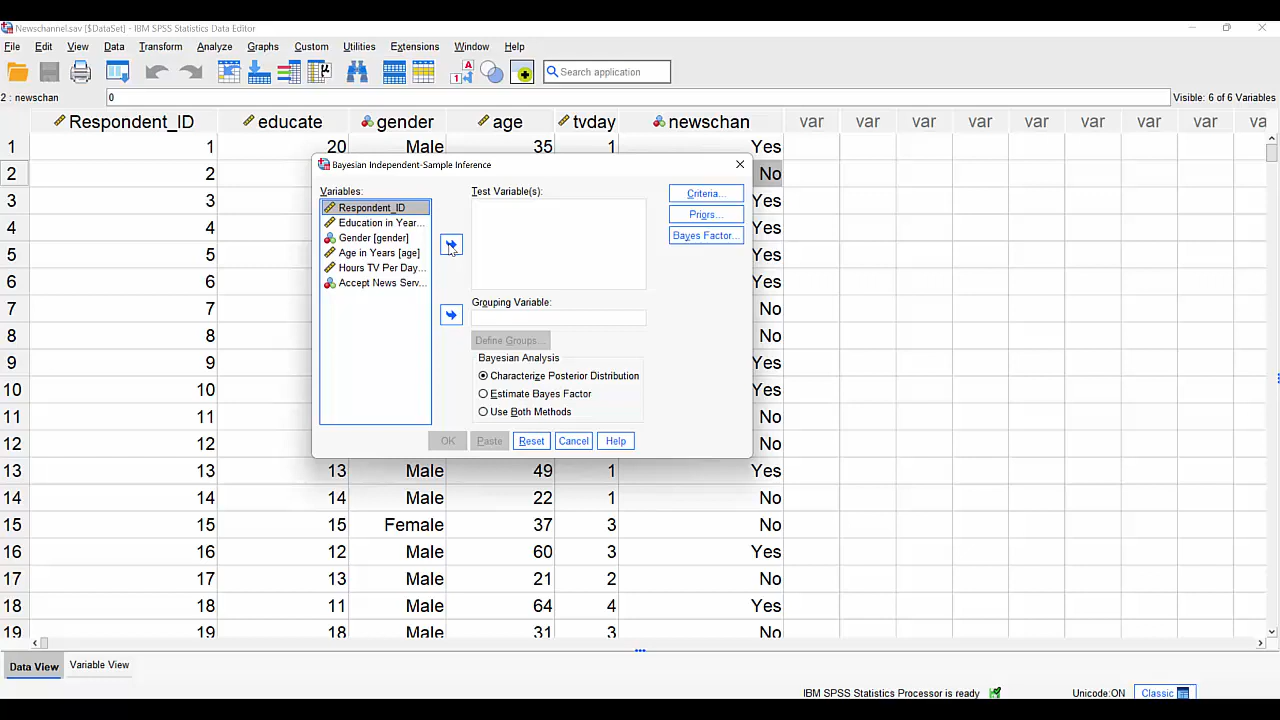 Newschannel.sav [$DataSet] - IBM SPSS Statistics Data Editor
File Edit View Data Transform Analyze Graphs Custom Utilities Extensions Window Help
Search application
2 : newschan 0 Visible: 6 of 6 Variables
Respondent_ID educate gender age tvday newschan var var var var var var var var va
1 1 20 Male 35 1 Yes
2 2 No
3 3 Yes
4 4 Yes
5 5 Yes
6 6 Yes
7 7 No
8 8 No
9 9 Yes
10 10 Yes
11 11 No
12 12 No
13 13 13 Male 49 1 Yes
14 14 14 Male 22 1 No
15 15 15 Female 37 3 No
16 16 12 Male 60 3 Yes
17 17 13 Male 21 2 No
18 18 11 Male 64 4 Yes
19 19 18 Male 31 3 No
Bayesian Independent-Sample Inference
Variables:
Respondent_ID
Education in Year...
Gender [gender]
Age in Years [age]
Hours TV Per Day...
Accept News Serv...
Test Variable(s):
Grouping Variable:
Define Groups...
Bayesian Analysis
Characterize Posterior Distribution
Estimate Bayes Factor
Use Both Methods
Criteria...
Priors...
Bayes Factor...
OK Paste Reset Cancel Help
Data View Variable View
IBM SPSS Statistics Processor is ready Unicode:ON Classic